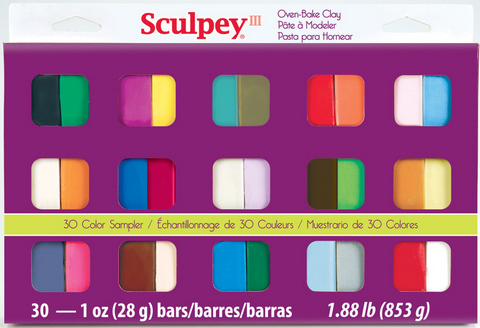 Sculpey III®
Oven-Bake Clay
Pâte à Modeler
Pasta para Hornear
30 Color Sampler / Échantillonnage de 30 Couleurs / Muestrario de 30 Colores
30 — 1 oz (28 g) bars/barres/barras 1.88 lb (853 g)